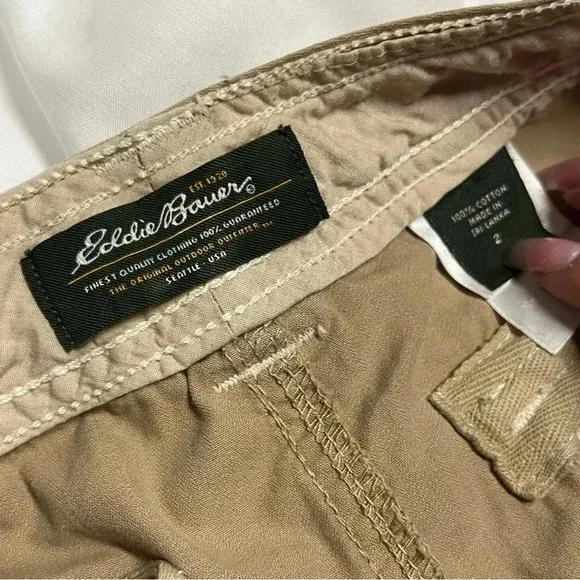 EST. 1920
Eddie Bauer®
FINEST QUALITY CLOTHING 100% GUARANTEED
THE ORIGINAL OUTDOOR OUTFITTER ™
SEATTLE · USA
100% COTTON
MADE IN
SRI LANKA
2